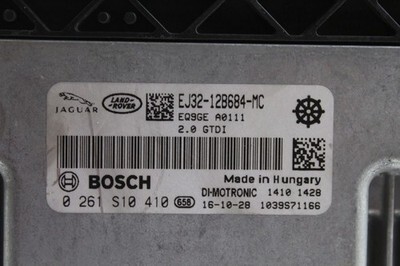 JAGUAR
LAND-ROVER
EJ32-12B684-MC
EQ9GE A0111
2.0 GTDI
BOSCH
Made in Hungary
DI-MOTRONIC 1410 1428
0 261 S10 410 658 16-10-28 1039S71166